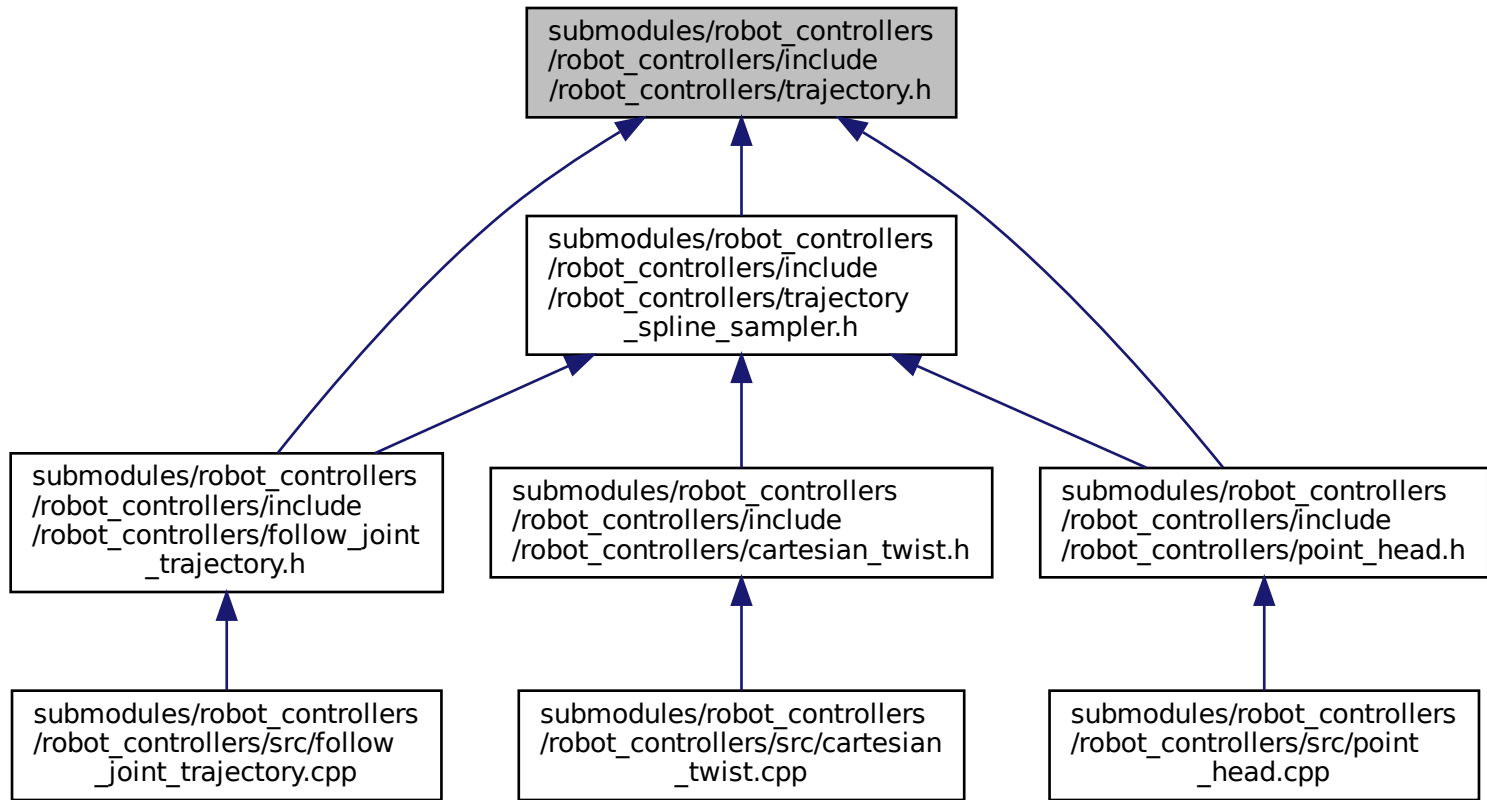 submodules/robot_controllers
/robot_controllers/include
/robot_controllers/trajectory.h
submodules/robot_controllers
/robot_controllers/include
/robot_controllers/trajectory
_spline_sampler.h
submodules/robot_controllers
/robot_controllers/include
/robot_controllers/follow_joint
_trajectory.h
submodules/robot_controllers
/robot_controllers/include
/robot_controllers/cartesian_twist.h
submodules/robot_controllers
/robot_controllers/include
/robot_controllers/point_head.h
submodules/robot_controllers
/robot_controllers/src/follow
_joint_trajectory.cpp
submodules/robot_controllers
/robot_controllers/src/cartesian
_twist.cpp
submodules/robot_controllers
/robot_controllers/src/point
_head.cpp